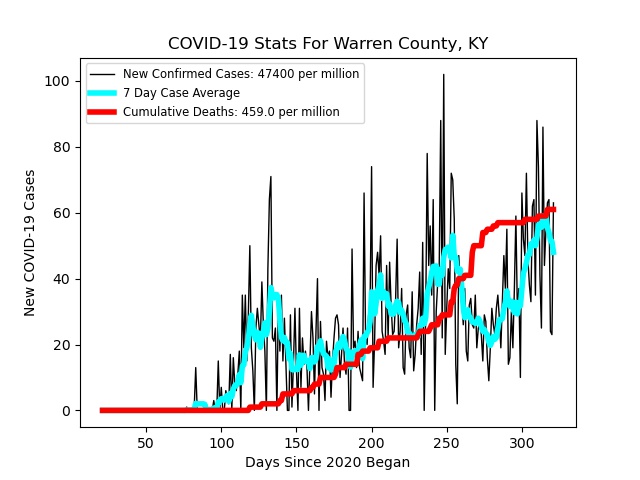 COVID-19 Stats For Warren County, KY
New Confirmed Cases: 47400 per million
7 Day Case Average
Cumulative Deaths: 459.0 per million
New COVID-19 Cases
100
80
60
40
20
0
50 100 150 200 250 300
Days Since 2020 Began